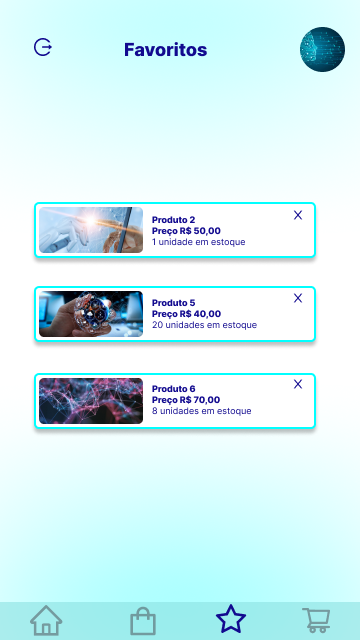 Favoritos
Produto 2
Preço R$ 50,00
1 unidade em estoque
Produto 5
Preço R$ 40,00
20 unidades em estoque
Produto 6
Preço R$ 70,00
8 unidades em estoque